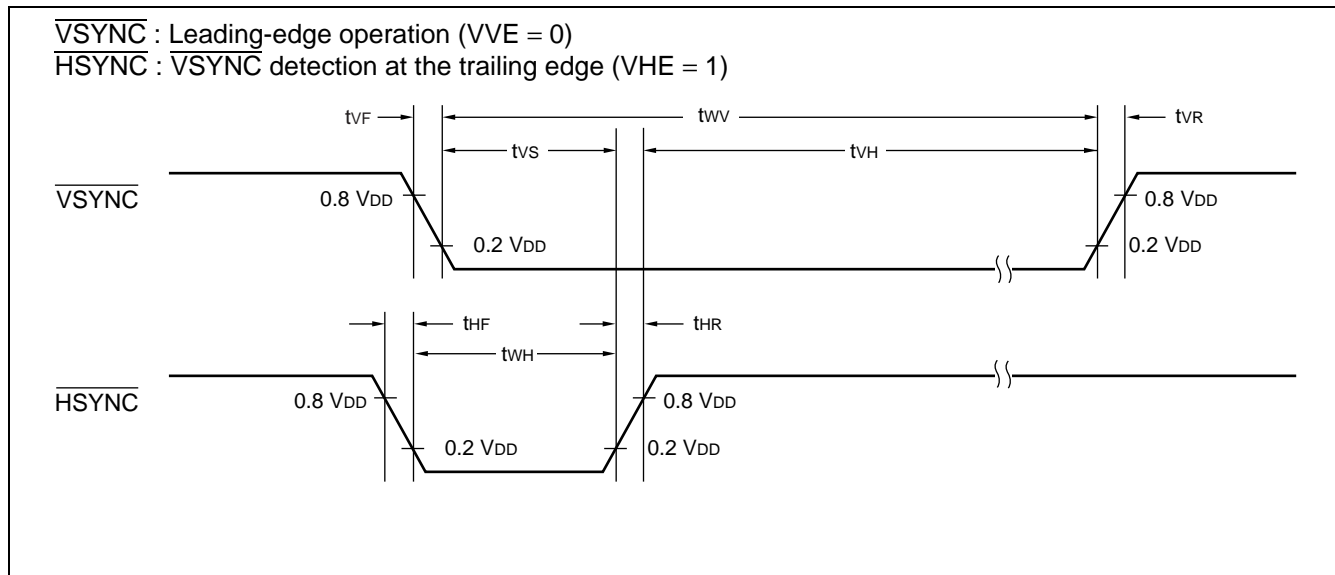 VSYNC : Leading-edge operation (VVE = 0)
HSYNC : VSYNC detection at the trailing edge (VHE = 1)
tVF
tWV
tVR
tVS
tVH
VSYNC
0.8 VDD
0.8 VDD
0.2 VDD
0.2 VDD
tHF
tHR
tWH
HSYNC
0.8 VDD
0.8 VDD
0.2 VDD
0.2 VDD